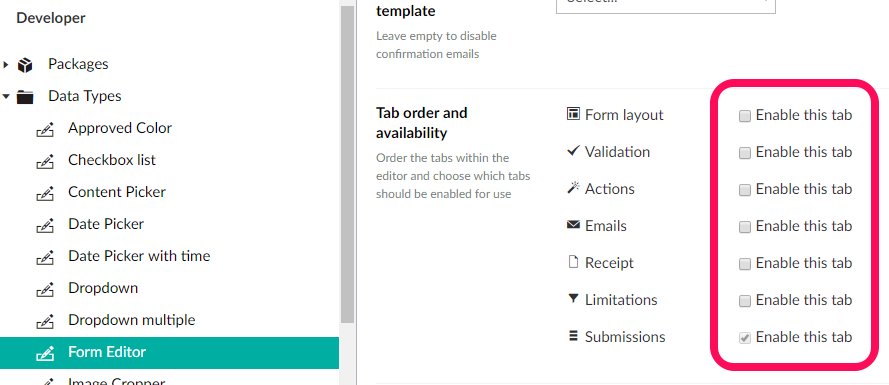 Developer
Packages
Data Types
Approved Color
Checkbox list
Content Picker
Date Picker
Date Picker with time
Dropdown
Dropdown multiple
Form Editor
Image Cropper
template
Select...
Leave empty to disable
confirmation emails
Tab order and
availability
Order the tabs within the
editor and choose which tabs
should be enabled for use
Form layout Enable this tab
Validation Enable this tab
Actions Enable this tab
Emails Enable this tab
Receipt Enable this tab
Limitations Enable this tab
Submissions Enable this tab